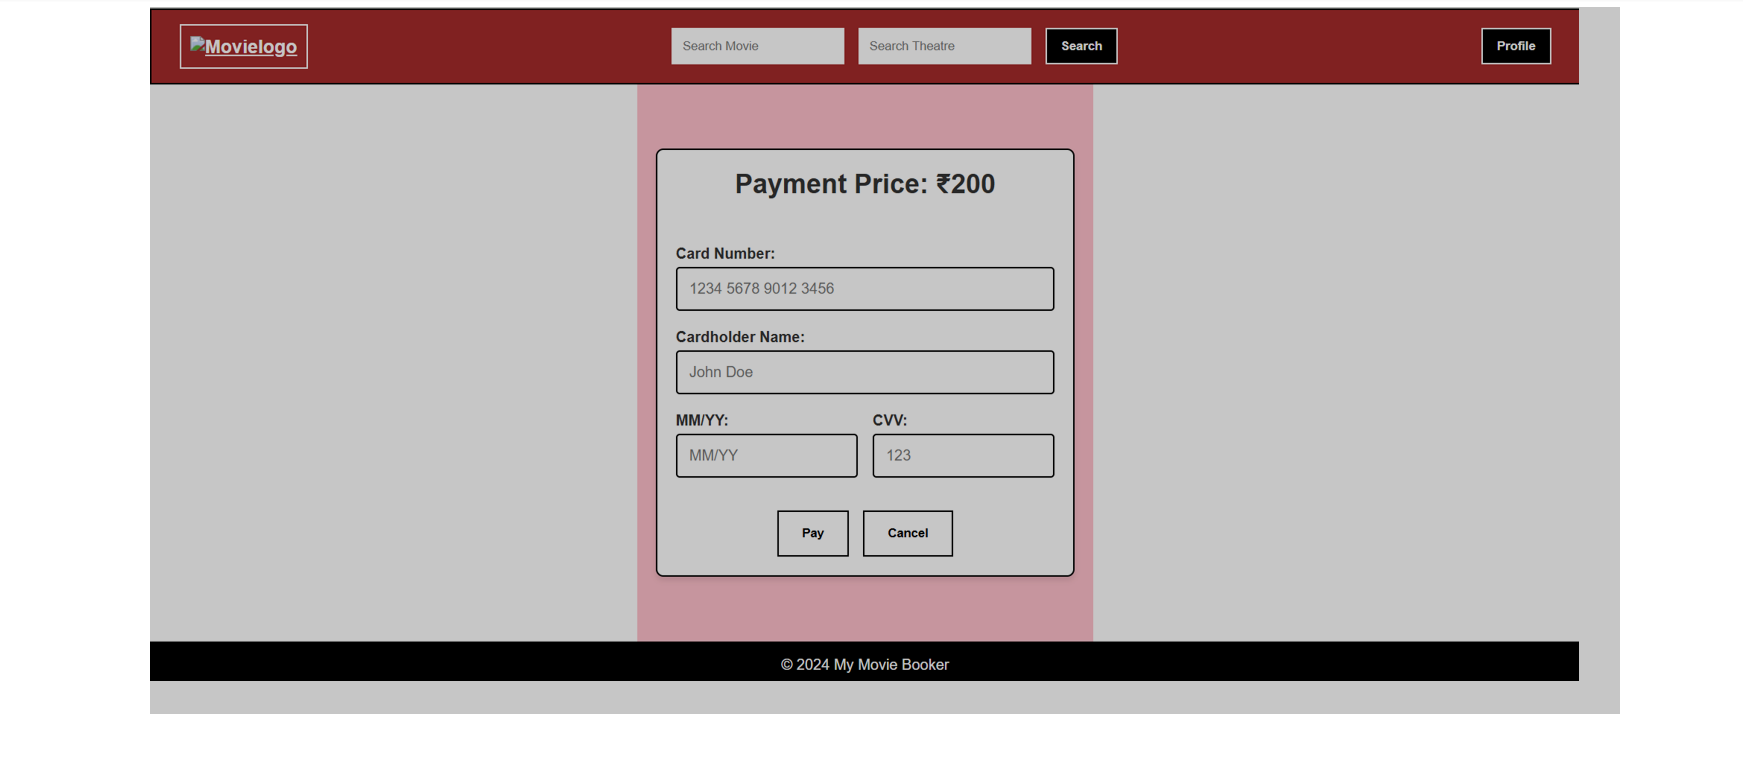 Movielogo
Search Movie
Search Theatre
Search
Profile
Payment Price: ₹200
Card Number:
1234 5678 9012 3456
Cardholder Name:
John Doe
MM/YY:
CVV:
MM/YY
123
Pay
Cancel
© 2024 My Movie Booker